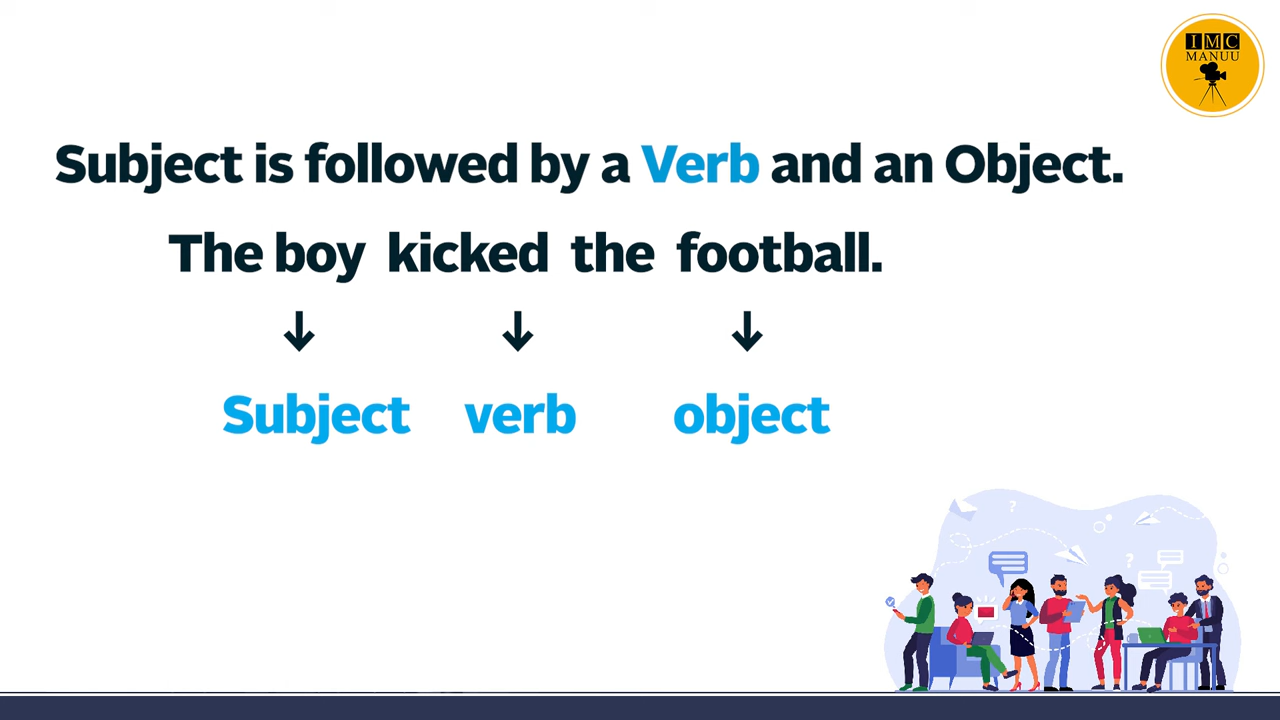 IMC
MANUU
Subject is followed by a Verb and an Object.
The boy kicked the football.
Subject verb object